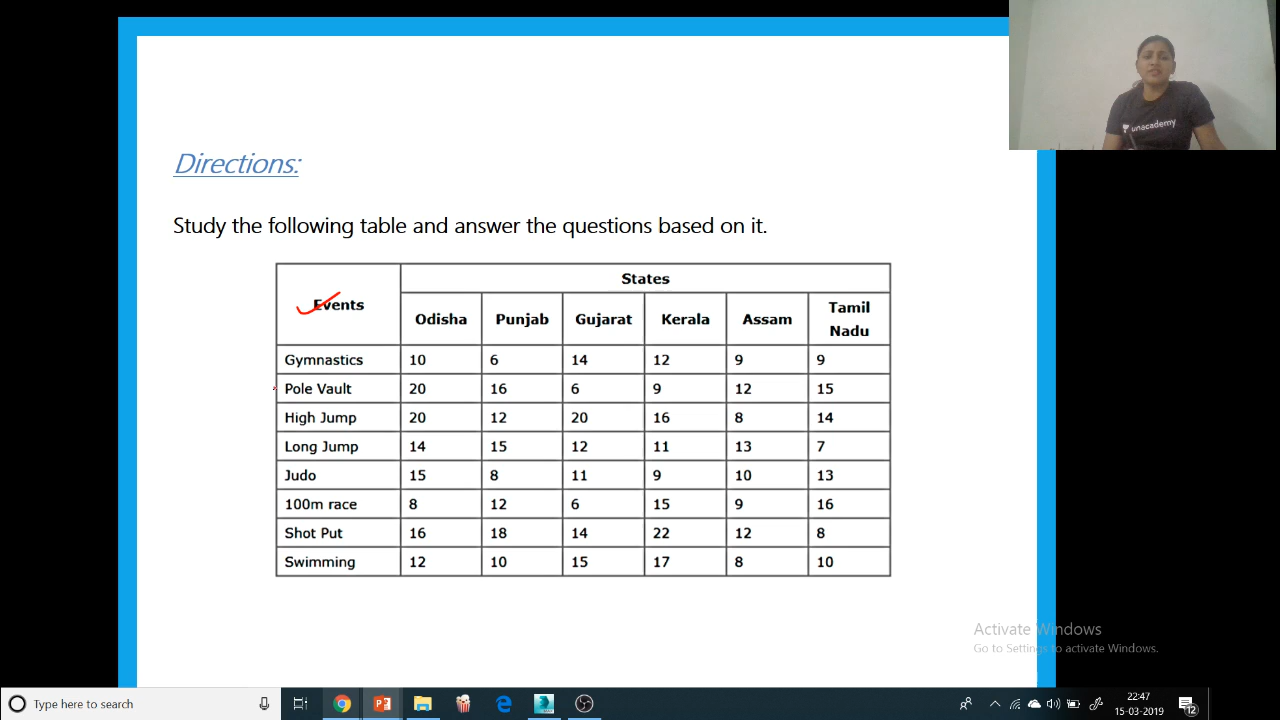 unacademy
Directions:
Study the following table and answer the questions based on it.
Events States
Odisha Punjab Gujarat Kerala Assam Tamil Nadu
Gymnastics 10 6 14 12 9 9
Pole Vault 20 16 6 9 12 15
High Jump 20 12 20 16 8 14
Long Jump 14 15 12 11 13 7
Judo 15 8 11 9 10 13
100m race 8 12 6 15 9 16
Shot Put 16 18 14 22 12 8
Swimming 12 10 15 17 8 10
Activate Windows
Go to Settings to activate Windows.
Type here to search
22:47
15-03-2019
12